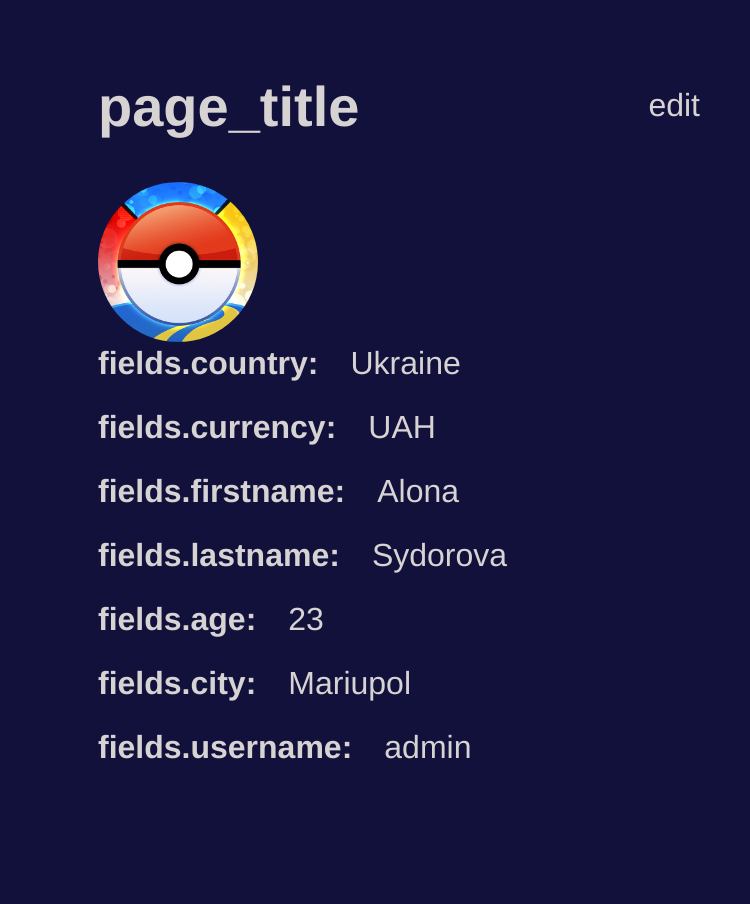 page_title
edit
fields.country: Ukraine
fields.currency: UAH
fields.firstname: Alona
fields.lastname: Sydorova
fields.age: 23
fields.city: Mariupol
fields.username: admin